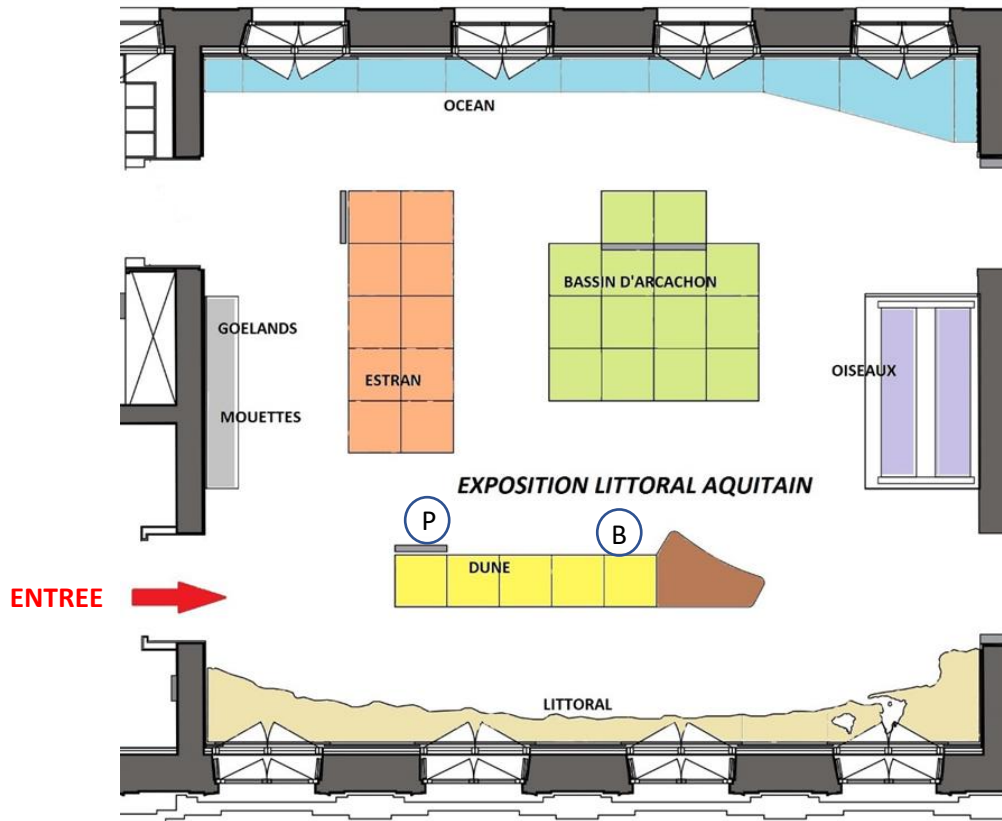 OCEAN
BASSIN D'ARCACHON
GOELANDS
ESTRAN
OISEAUX
MOUETTES
EXPOSITION LITTORAL AQUITAIN
P
B
DUNE
ENTREE
LITTORAL